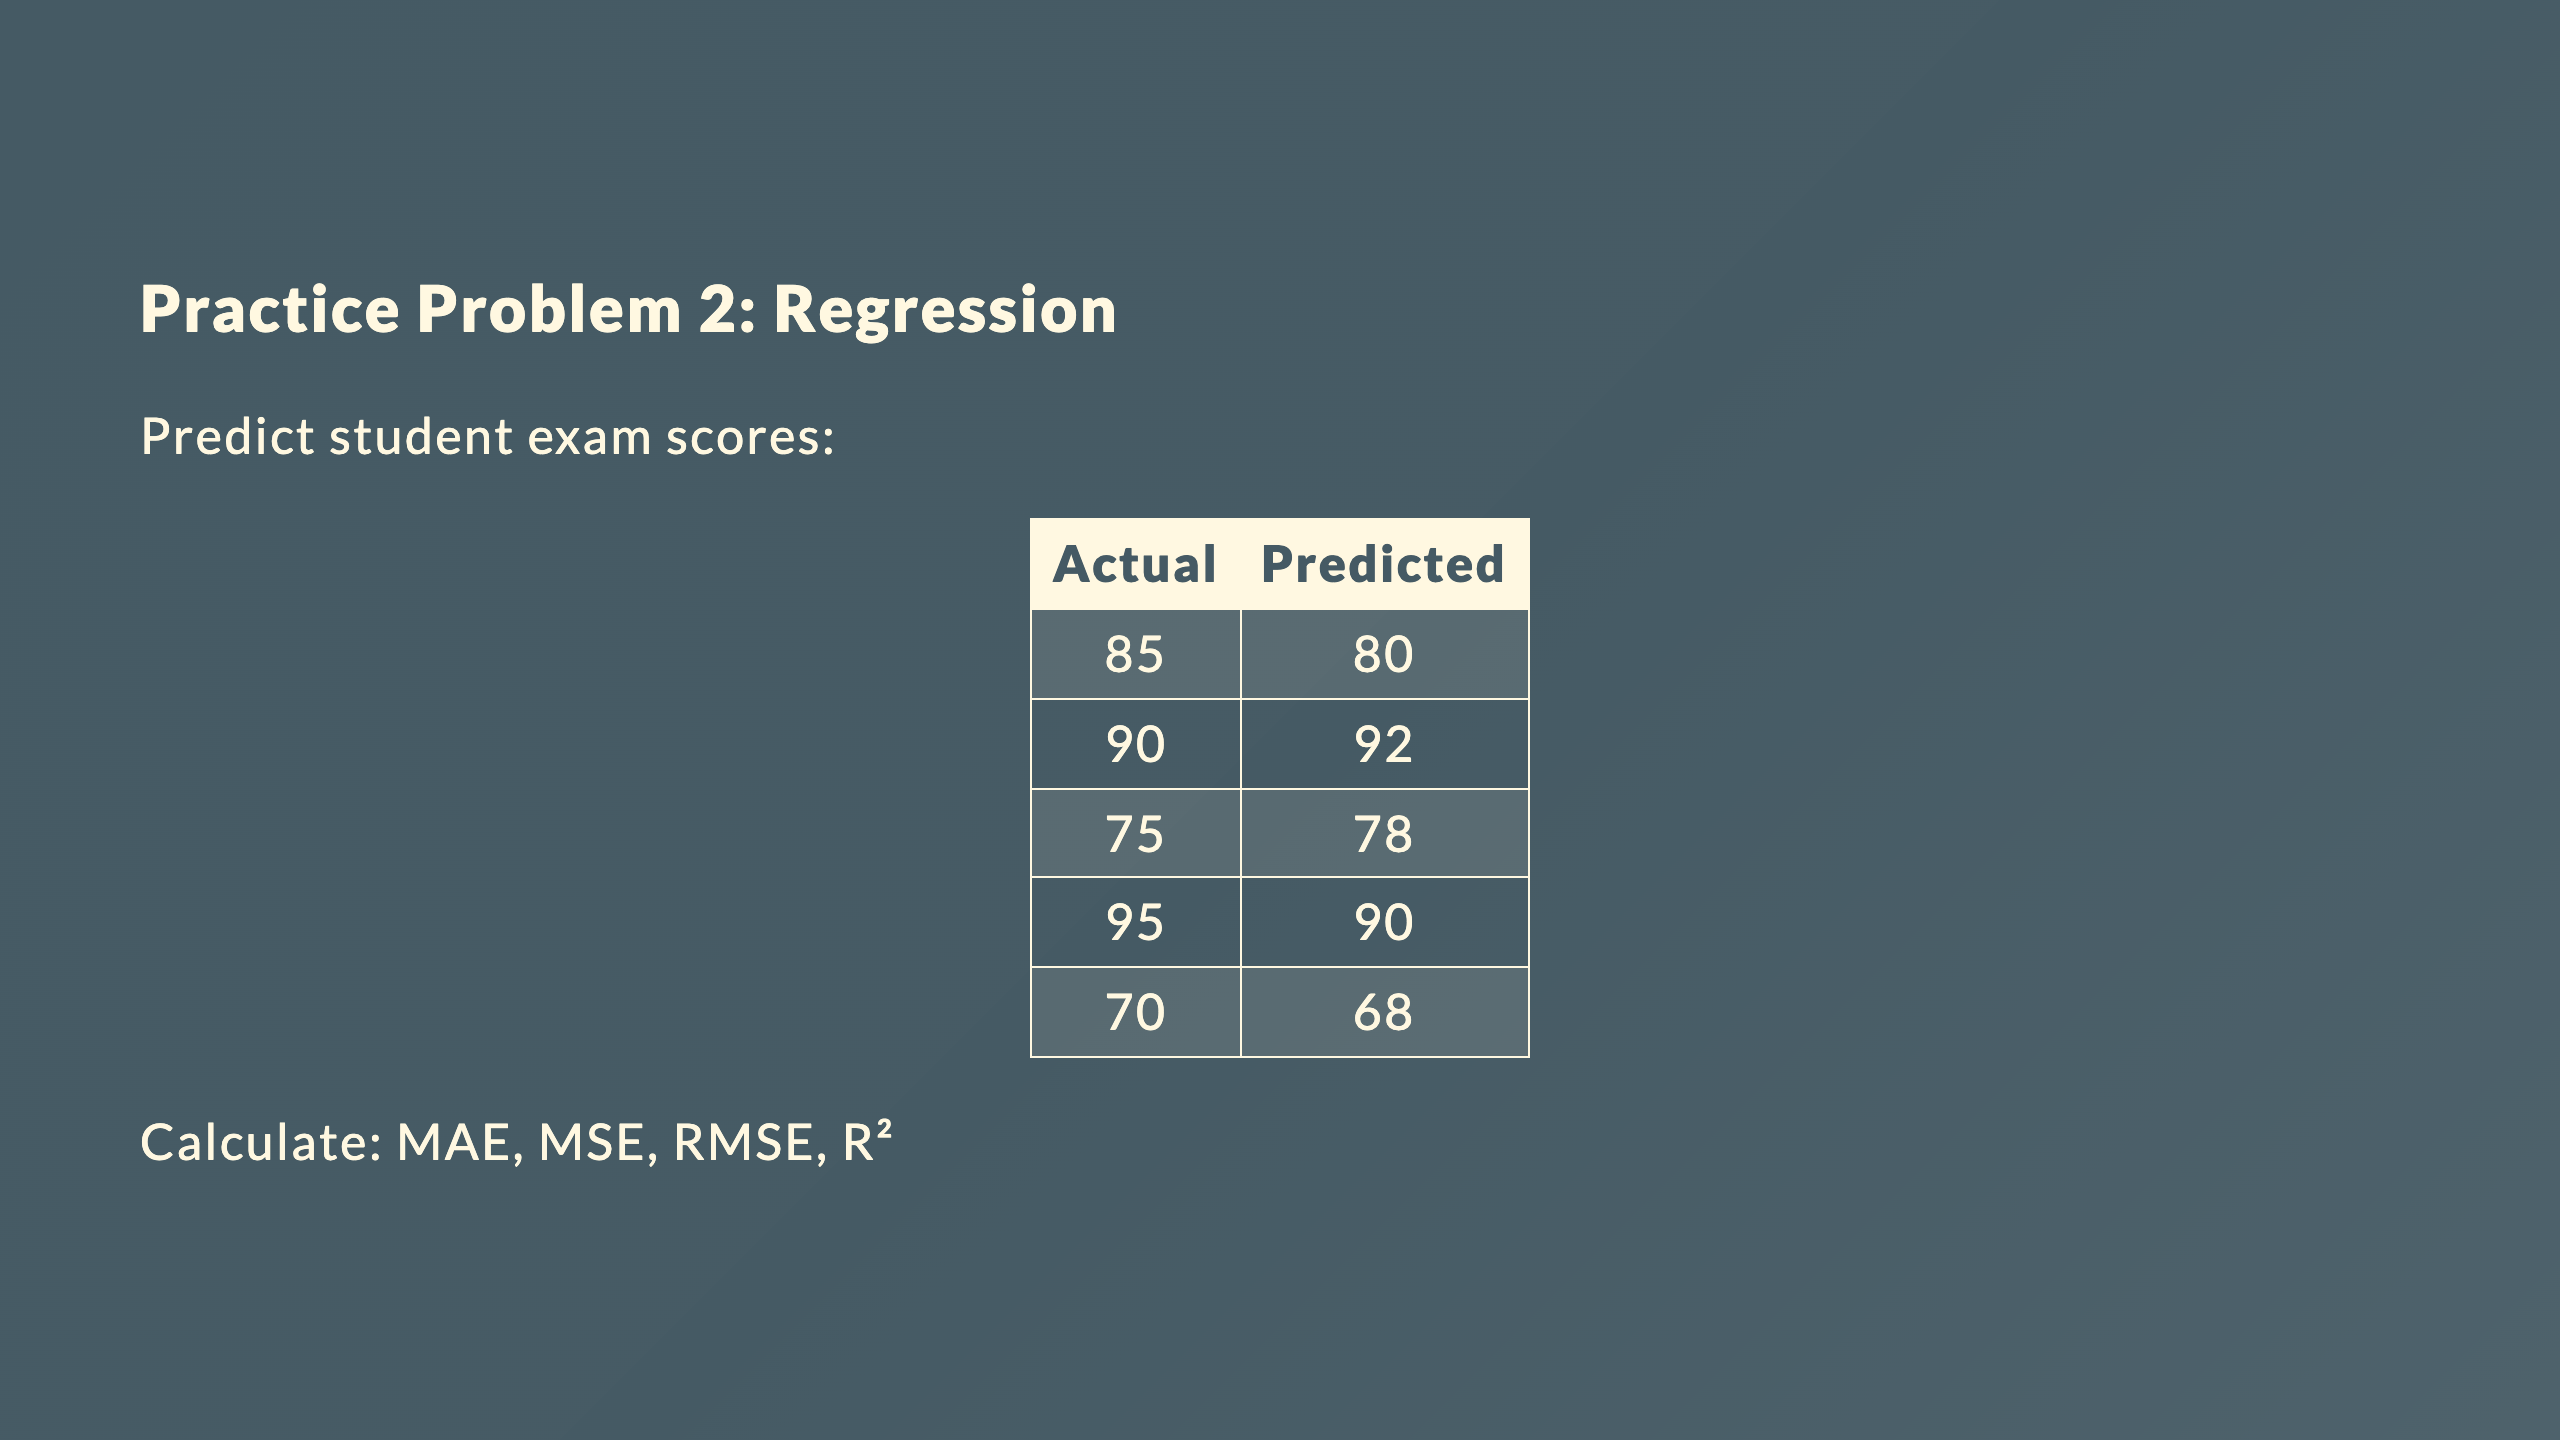 Practice Problem 2: Regression
Predict student exam scores:
Actual Predicted
85 80
90 92
75 78
95 90
70 68
Calculate: MAE, MSE, RMSE, R²